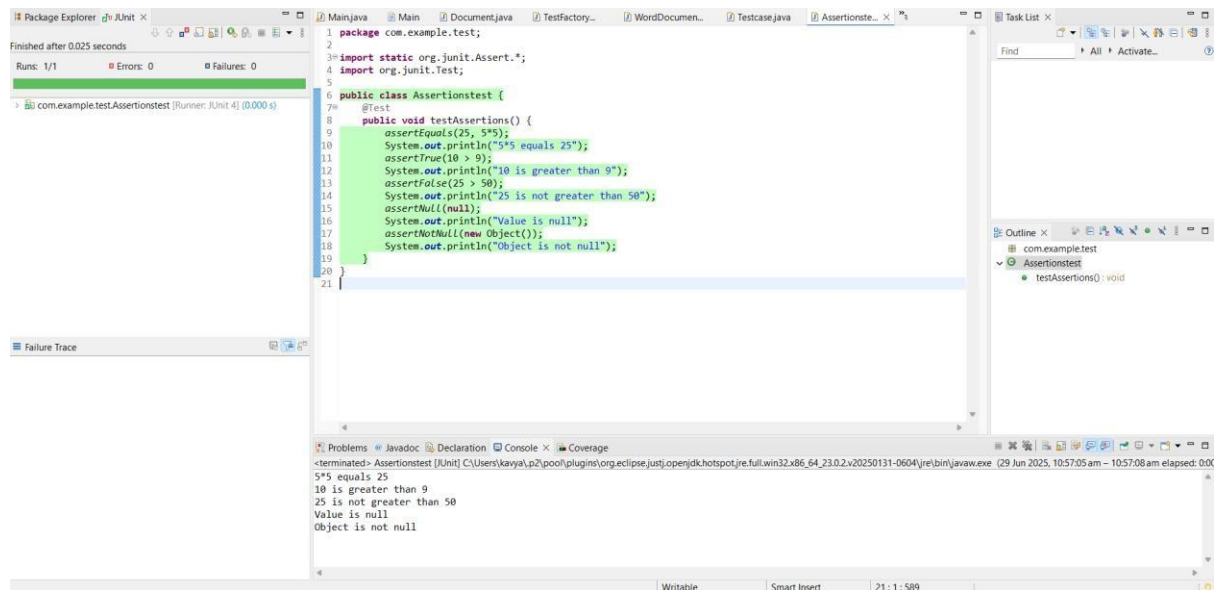 Package Explorer JUnit
Finished after 0.025 seconds
Runs: 1/1 Errors: 0 Failures: 0
com.example.test.Assertionstest [Runner: JUnit 4] (0.000 s)
Failure Trace
Main.java Main Document.java TestFactory... WordDocumen... Testcase.java Assertionste...
1 package com.example.test;
2
3 import static org.junit.Assert.*;
4 import org.junit.Test;
5
6 public class Assertionstest {
7 @Test
8 public void testAssertions() {
9 assertEquals(25, 5*5);
10 System.out.println("5*5 equals 25");
11 assertTrue(10 > 9);
12 System.out.println("10 is greater than 9");
13 assertFalse(25 > 50);
14 System.out.println("25 is not greater than 50");
15 assertNull(null);
16 System.out.println("Value is null");
17 assertNotNull(new Object());
18 System.out.println("Object is not null");
19 }
20 }
21
Task List
Find All Activate...
Outline
com.example.test
Assertionstest
testAssertions() : void
Problems Javadoc Declaration Console Coverage
<terminated> Assertionstest [JUnit] C:\Users\kavya\.p2\pool\plugins\org.eclipse.justj.openjdk.hotspot.jre.full.win32.x86_64_23.0.2.v20250131-0604\jre\bin\javaw.exe (29 Jun 2025, 10:57:05 am – 10:57:08 am elapsed: 0:00
5*5 equals 25
10 is greater than 9
25 is not greater than 50
Value is null
Object is not null
Writable Smart Insert 21 : 1 : 589